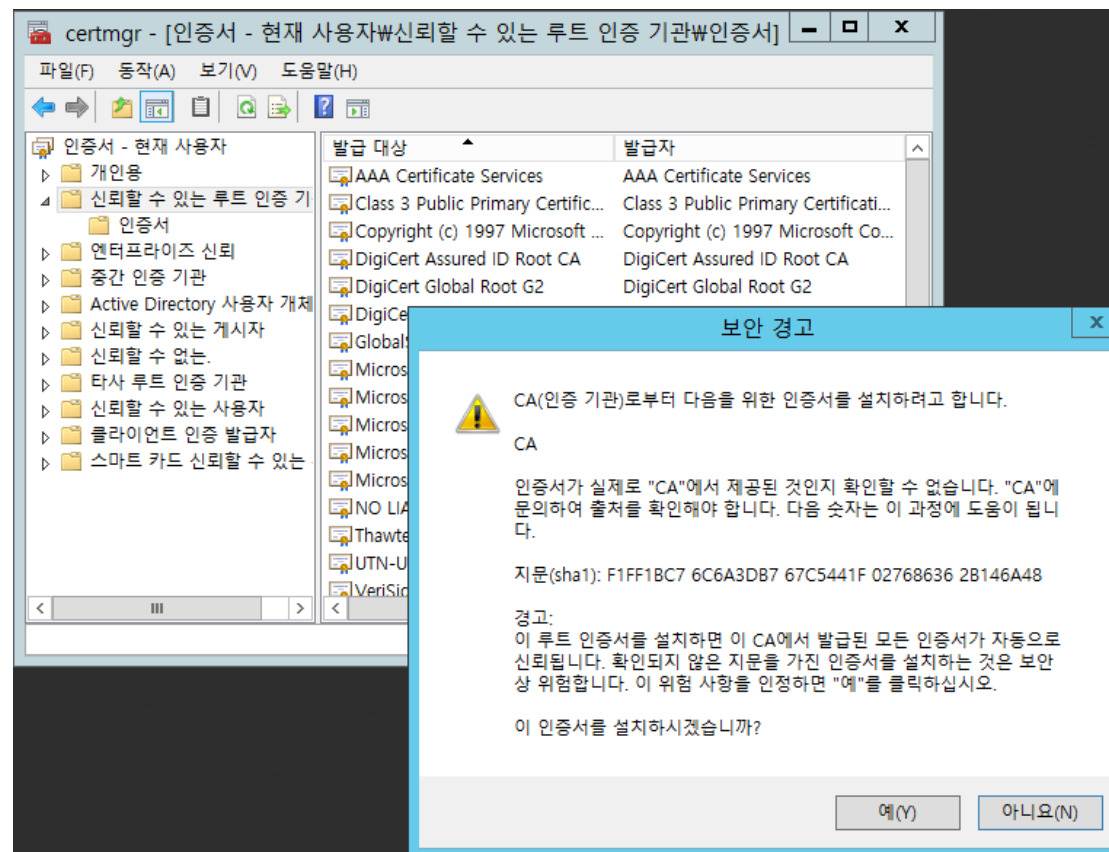 certmgr - [인증서 - 현재 사용자₩신뢰할 수 있는 루트 인증 기관₩인증서]
파일(F) 동작(A) 보기(V) 도움말(H)
인증서 - 현재 사용자
개인용
신뢰할 수 있는 루트 인증 기
인증서
엔터프라이즈 신뢰
중간 인증 기관
Active Directory 사용자 개체
신뢰할 수 있는 게시자
신뢰할 수 없는.
타사 루트 인증 기관
신뢰할 수 있는 사용자
클라이언트 인증 발급자
스마트 카드 신뢰할 수 있는
발급 대상 발급자
AAA Certificate Services AAA Certificate Services
Class 3 Public Primary Certific... Class 3 Public Primary Certificati...
Copyright (c) 1997 Microsoft ... Copyright (c) 1997 Microsoft Co...
DigiCert Assured ID Root CA DigiCert Assured ID Root CA
DigiCert Global Root G2 DigiCert Global Root G2
DigiCe
Global
Micros
Micros
Micros
Micros
Micros
NO LIA
Thawte
UTN-U
VeriSig
보안 경고
CA(인증 기관)로부터 다음을 위한 인증서를 설치하려고 합니다.
CA
인증서가 실제로 "CA"에서 제공된 것인지 확인할 수 없습니다. "CA"에
문의하여 출처를 확인해야 합니다. 다음 숫자는 이 과정에 도움이 됩니
다.
지문(sha1): F1FF1BC7 6C6A3DB7 67C5441F 02768636 2B146A48
경고:
이 루트 인증서를 설치하면 이 CA에서 발급된 모든 인증서가 자동으로
신뢰됩니다. 확인되지 않은 지문을 가진 인증서를 설치하는 것은 보안
상 위험합니다. 이 위험 사항을 인정하면 "예"를 클릭하십시오.
이 인증서를 설치하시겠습니까?
예(Y) 아니요(N)